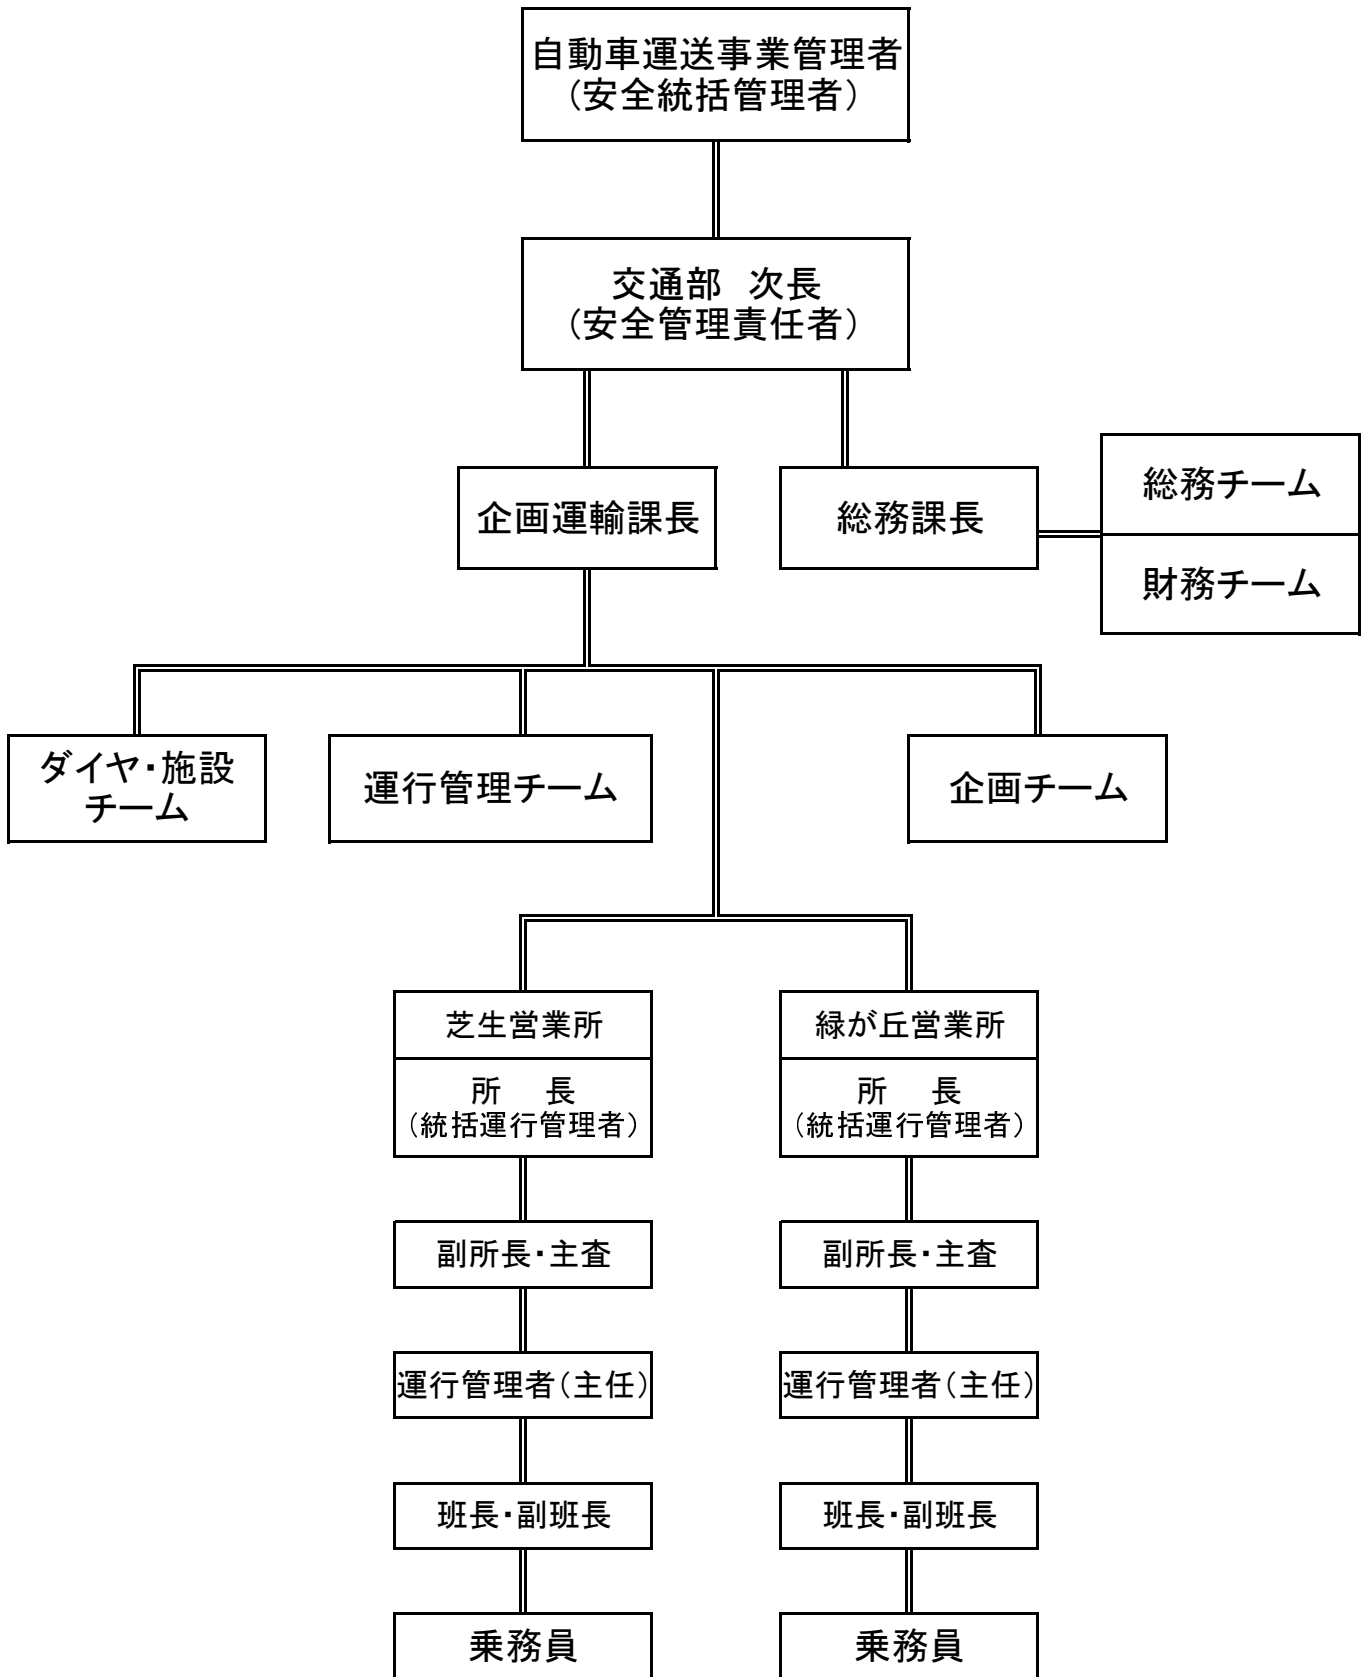 自動車運送事業管理者
(安全統括管理者)
交通部　次長
(安全管理責任者)
企画運輸課長
総務課長
総務チーム
財務チーム
ダイヤ・施設
チーム
運行管理チーム
企画チーム
芝生営業所
所　長
(統括運行管理者)
副所長・主査
運行管理者(主任)
班長・副班長
乗務員
緑が丘営業所
所　長
(統括運行管理者)
副所長・主査
運行管理者(主任)
班長・副班長
乗務員